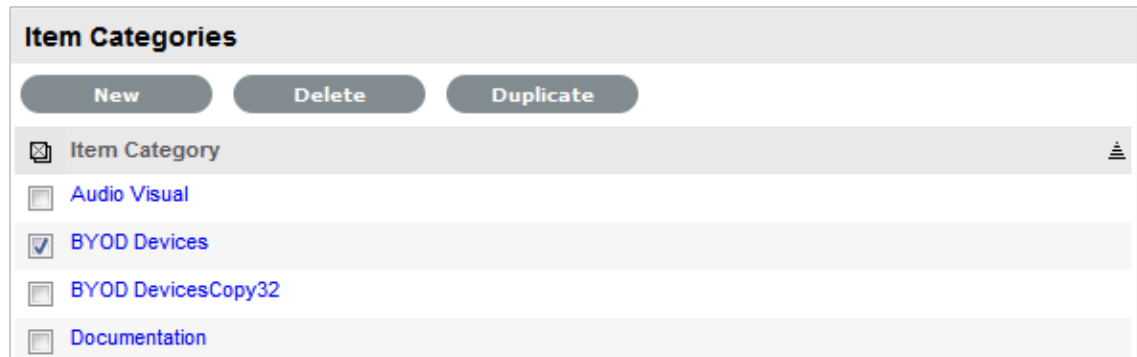 Item Categories
New Delete Duplicate
Item Category
Audio Visual
BYOD Devices
BYOD DevicesCopy32
Documentation